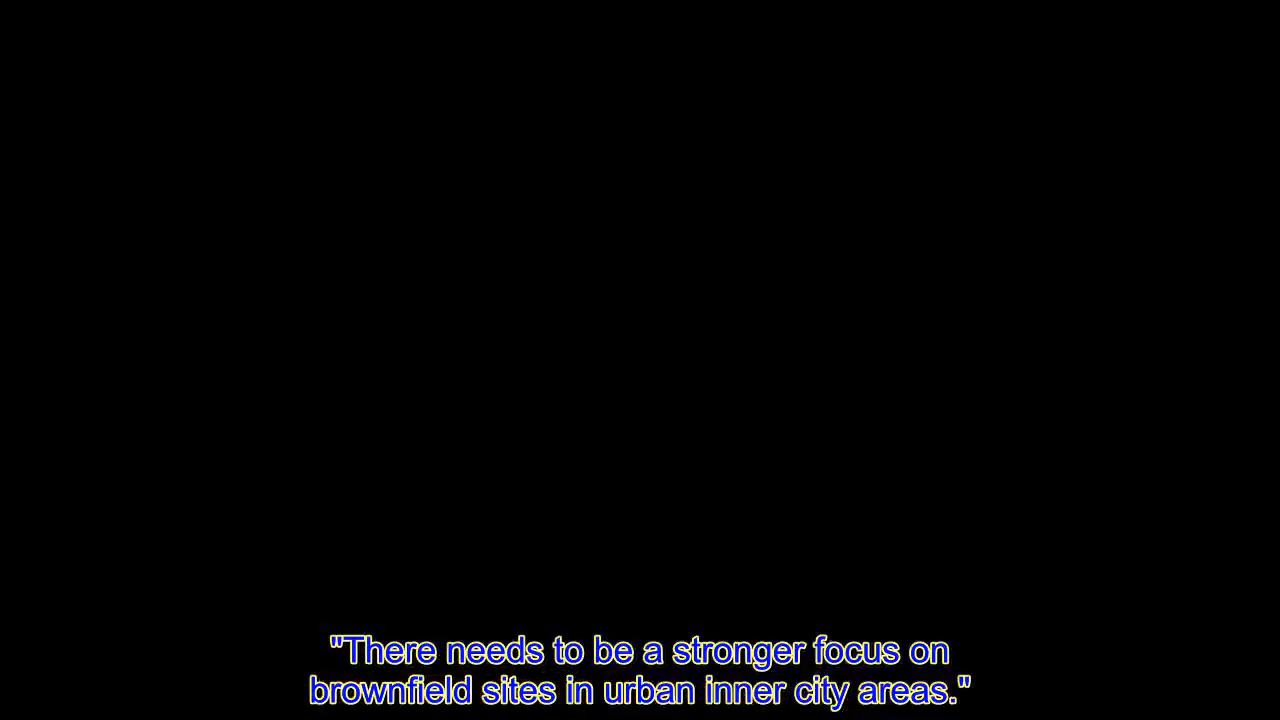 "There needs to be a stronger focus on
brownfield sites in urban inner city areas."